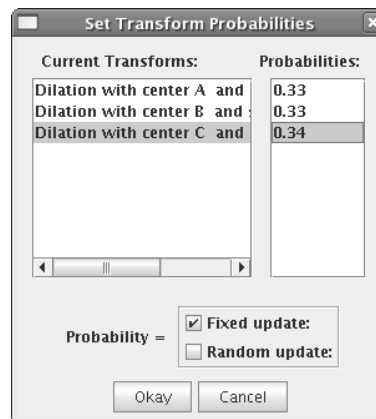 Set Transform Probabilities
Current Transforms: Probabilities:
Dilation with center A and 0.33
Dilation with center B and : 0.33
Dilation with center C and 0.34
Probability = 
Fixed update:
Random update:
Okay Cancel